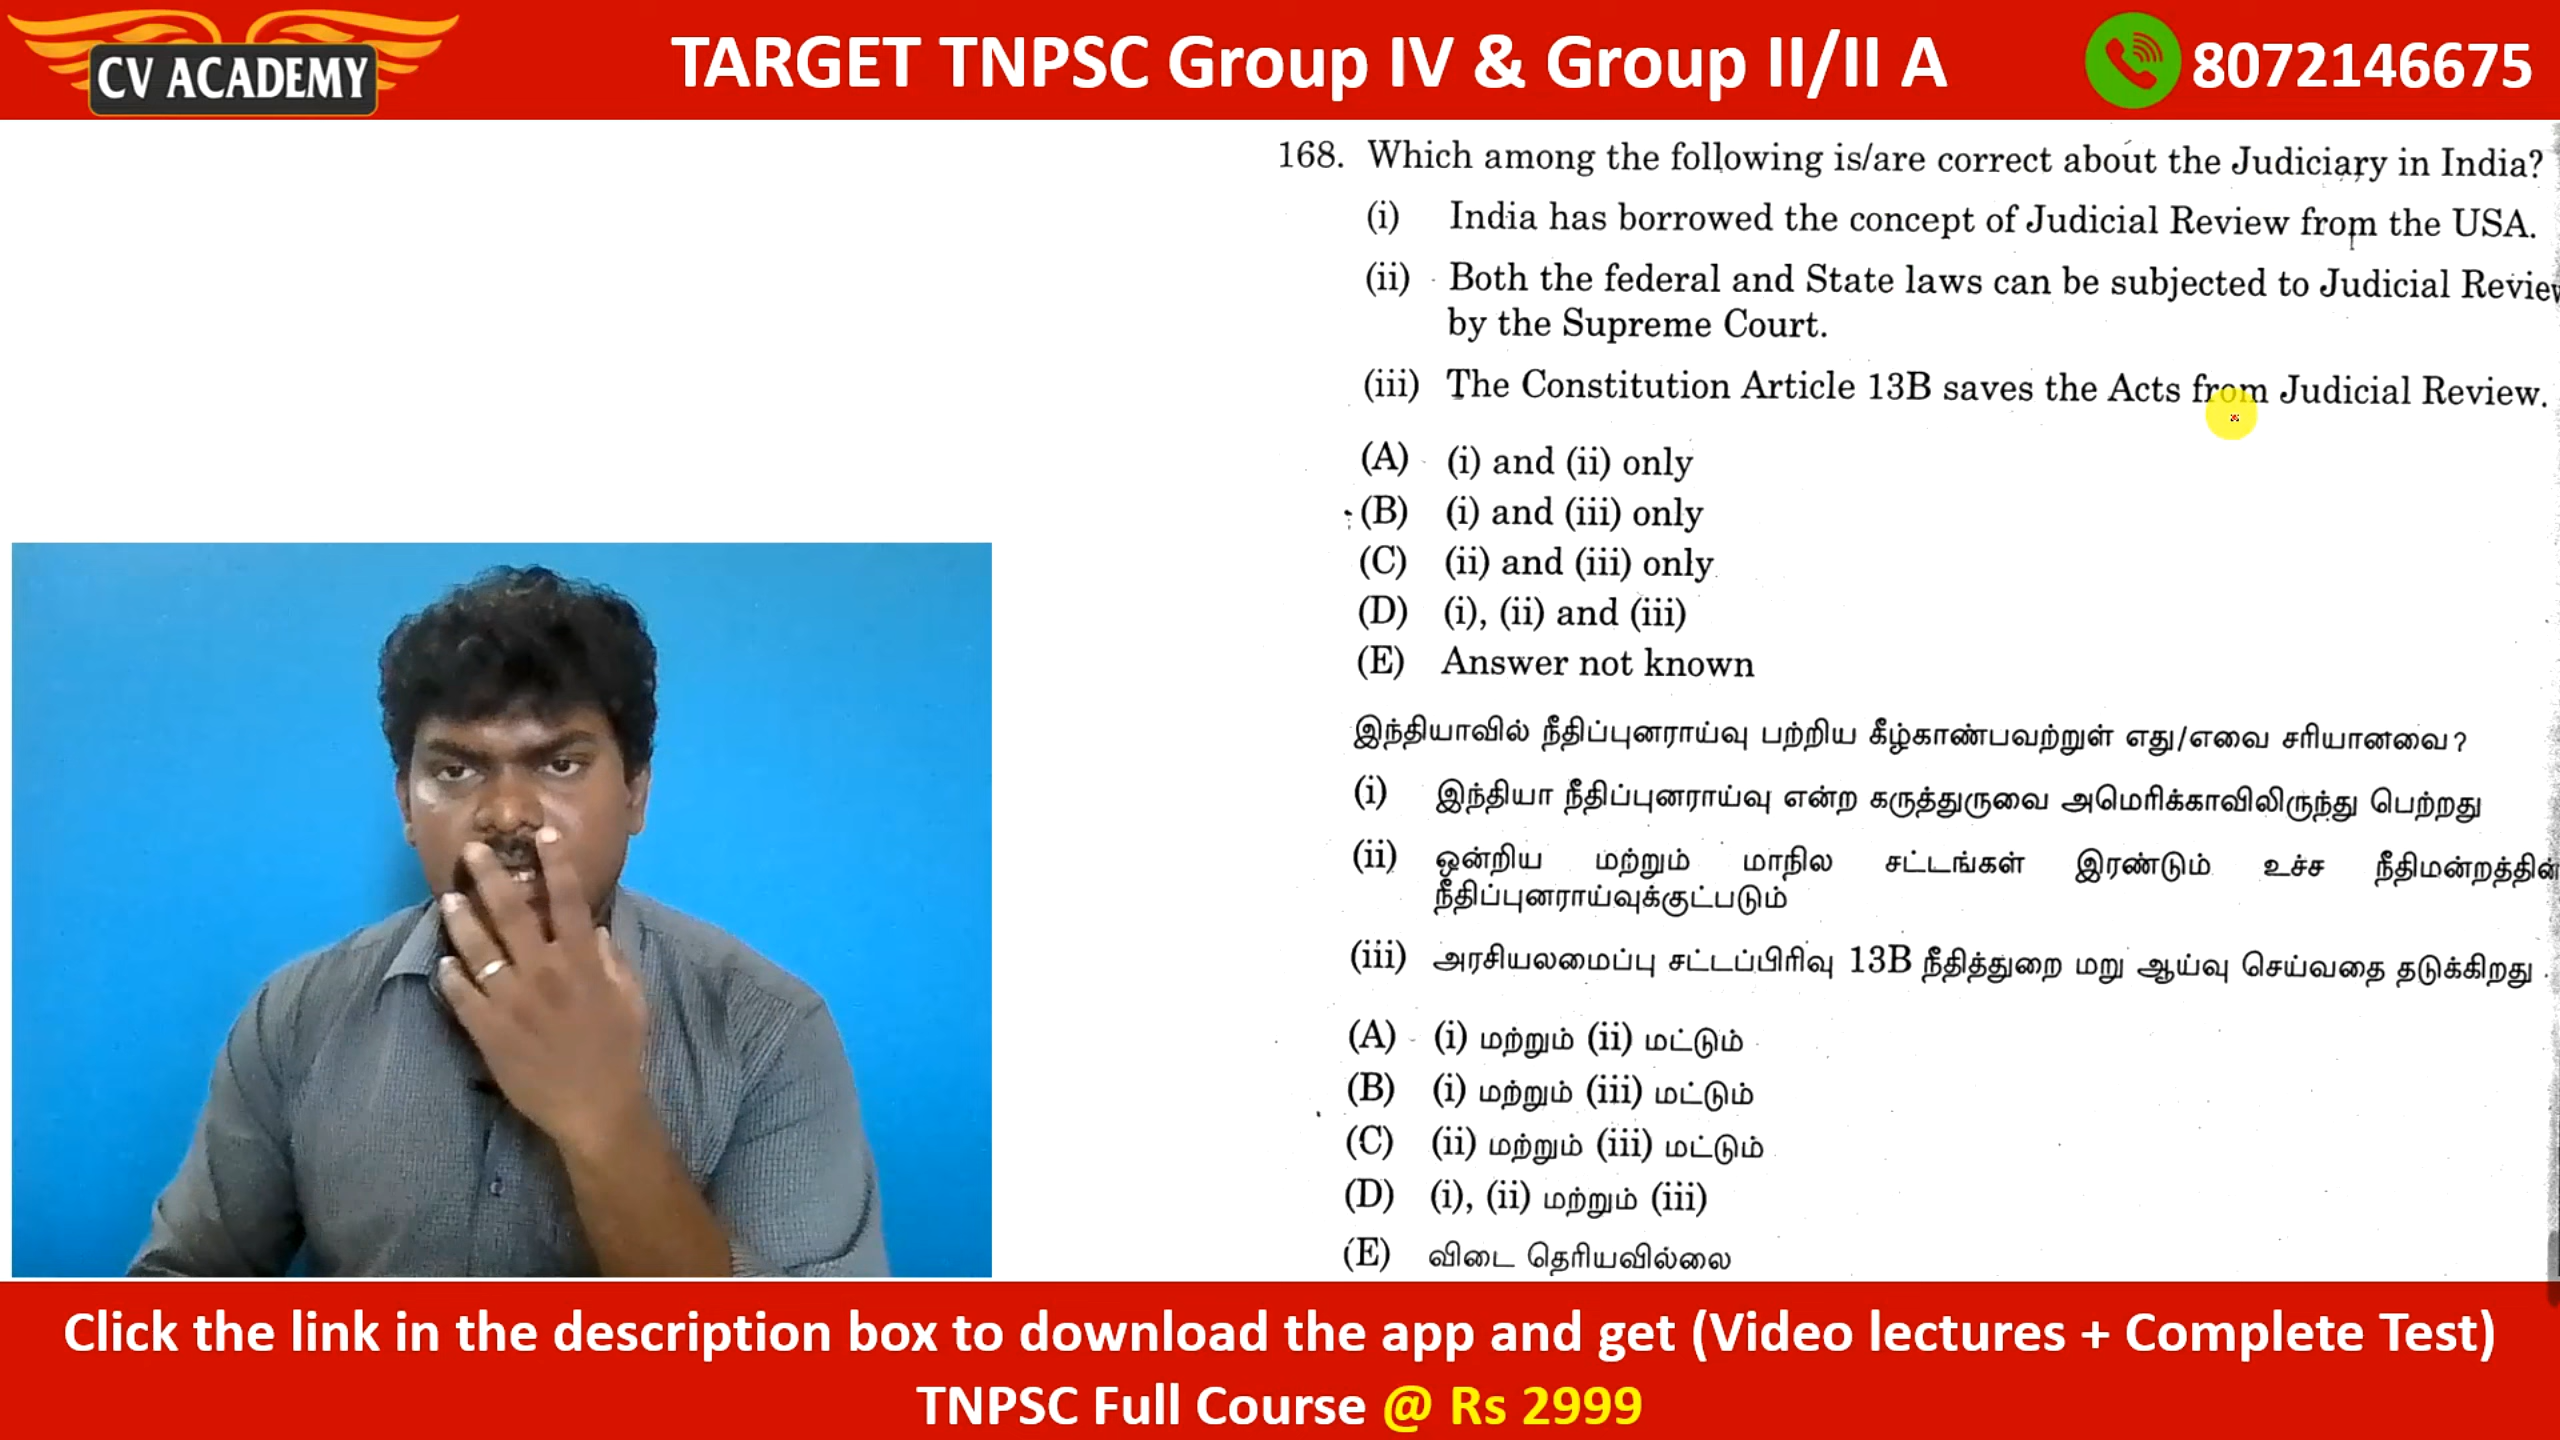 CV ACADEMY
TARGET TNPSC Group IV & Group II/II A
8072146675
168. Which among the following is/are correct about the Judiciary in India?
(i) India has borrowed the concept of Judicial Review from the USA.
(ii) Both the federal and State laws can be subjected to Judicial Review
by the Supreme Court.
(iii) The Constitution Article 13B saves the Acts from Judicial Review.
(A) (i) and (ii) only
(B) (i) and (iii) only
(C) (ii) and (iii) only
(D) (i), (ii) and (iii)
(E) Answer not known
இந்தியாவில் நீதிப்புனராய்வு பற்றிய கீழ்காண்பவற்றுள் எது/எவை சரியானவை?
(i) இந்தியா நீதிப்புனராய்வு என்ற கருத்துருவை அமெரிக்காவிலிருந்து பெற்றது
(ii) ஒன்றிய மற்றும் மாநில சட்டங்கள் இரண்டும் உச்ச நீதிமன்றத்தின்
நீதிப்புனராய்வுக்குட்படும்
(iii) அரசியலமைப்பு சட்டப்பிரிவு 13B நீதித்துறை மறு ஆய்வு செய்வதை தடுக்கிறது.
(A) (i) மற்றும் (ii) மட்டும்
(B) (i) மற்றும் (iii) மட்டும்
(C) (ii) மற்றும் (iii) மட்டும்
(D) (i), (ii) மற்றும் (iii)
(E) விடை தெரியவில்லை
Click the link in the description box to download the app and get (Video lectures + Complete Test)
TNPSC Full Course @ Rs 2999